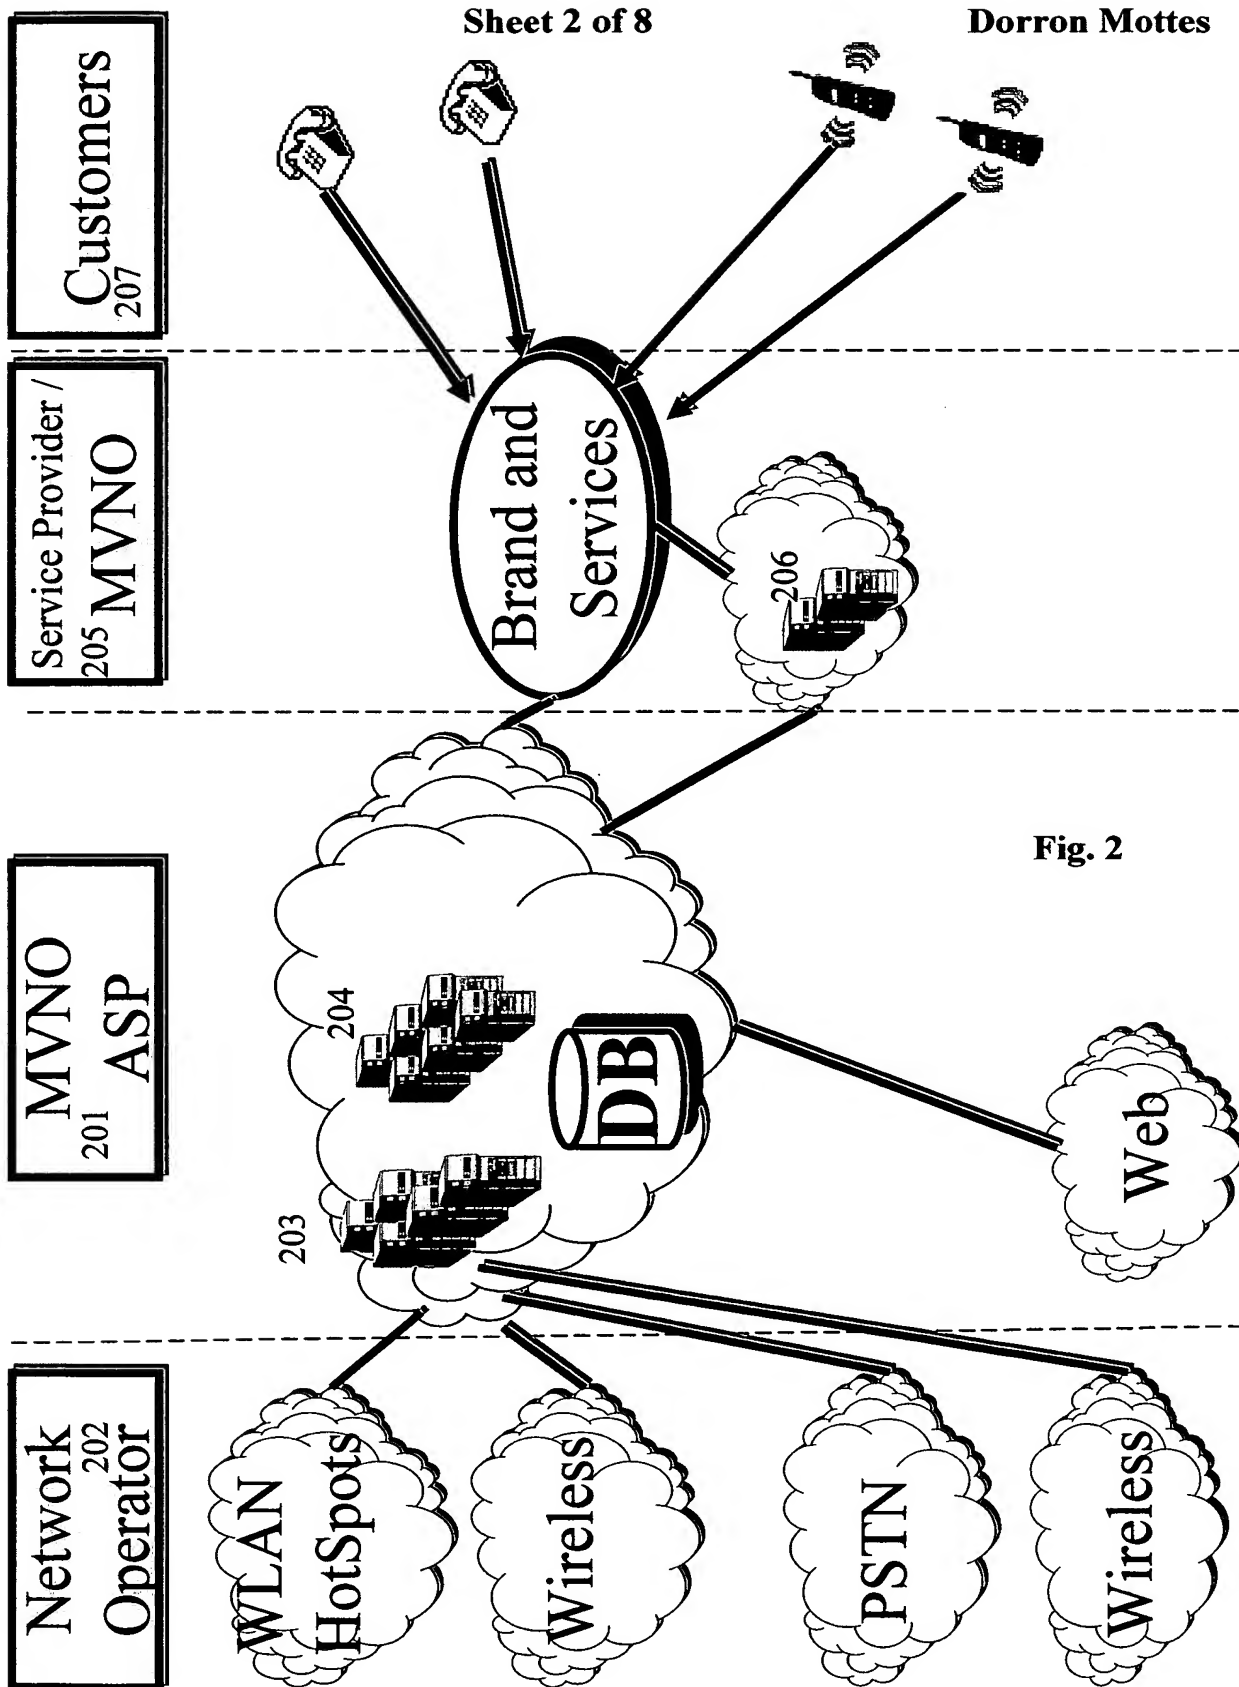 Sheet 2 of 8
Dorron Mottes
Network
202
Operator
MVNO
201
ASP
Service Provider /
205
MVNO
Customers
207
203
204
DB
Brand and
Services
206
WLAN
HotSpots
Wireless
PSTN
Wireless
Web
Fig. 2